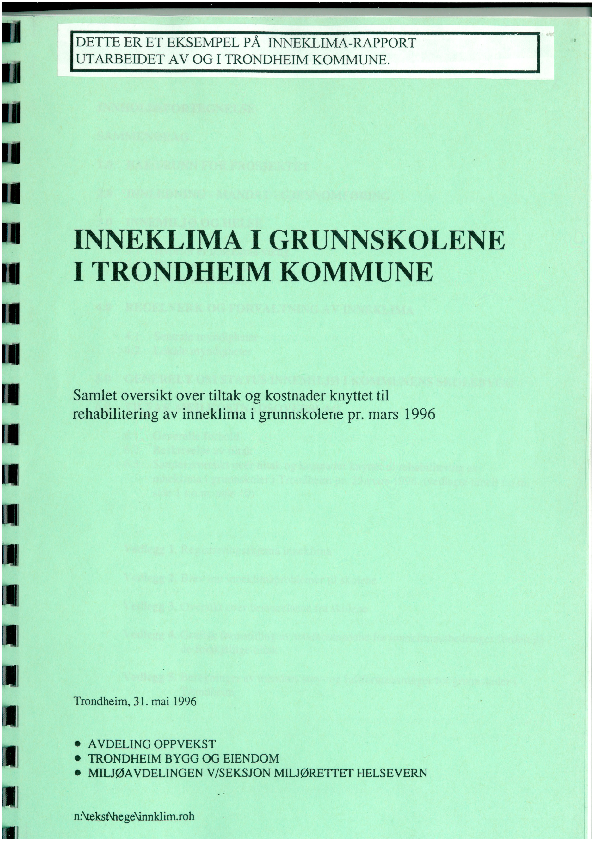 DETTE ER ET EKSEMPEL PÅ INNEKLIMA-RAPPORT
UTARBEIDET AV OG I TRONDHEIM KOMMUNE.
INNEKLIMA I GRUNNSKOLENE
I TRONDHEIM KOMMUNE
Samlet oversikt over tiltak og kostnader knyttet til
rehabilitering av inneklima i grunnskolene pr. mars 1996
Trondheim, 31. mai 1996
● AVDELING OPPVEKST
● TRONDHEIM BYGG OG EIENDOM
● MILJØAVDELINGEN V/SEKSJON MILJØRETTET HELSEVERN
n:\tekst\hege\innklim.roh